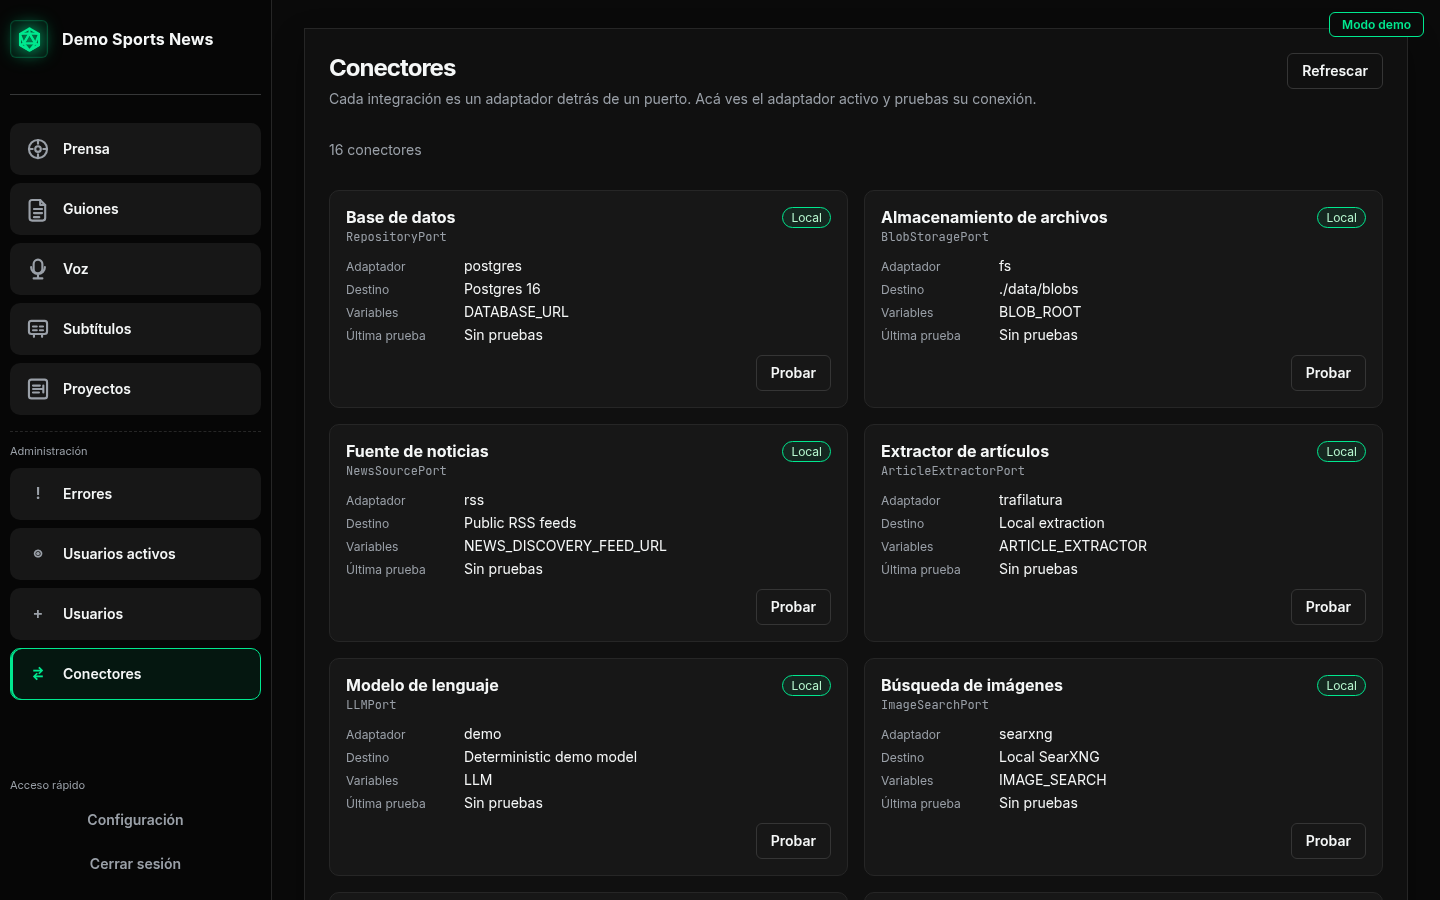 Demo Sports News
Prensa
Guiones
Voz
Subtítulos
Proyectos
Administración
! Errores
Usuarios activos
+ Usuarios
Conectores
Acceso rápido
Configuración
Cerrar sesión
Modo demo
Conectores
Refrescar
Cada integración es un adaptador detrás de un puerto. Acá ves el adaptador activo y pruebas su conexión.
16 conectores
Base de datos
Local
RepositoryPort
Adaptador postgres
Destino Postgres 16
Variables DATABASE_URL
Última prueba Sin pruebas
Probar
Almacenamiento de archivos
Local
BlobStoragePort
Adaptador fs
Destino ./data/blobs
Variables BLOB_ROOT
Última prueba Sin pruebas
Probar
Fuente de noticias
Local
NewsSourcePort
Adaptador rss
Destino Public RSS feeds
Variables NEWS_DISCOVERY_FEED_URL
Última prueba Sin pruebas
Probar
Extractor de artículos
Local
ArticleExtractorPort
Adaptador trafilatura
Destino Local extraction
Variables ARTICLE_EXTRACTOR
Última prueba Sin pruebas
Probar
Modelo de lenguaje
Local
LLMPort
Adaptador demo
Destino Deterministic demo model
Variables LLM
Última prueba Sin pruebas
Probar
Búsqueda de imágenes
Local
ImageSearchPort
Adaptador searxng
Destino Local SearXNG
Variables IMAGE_SEARCH
Última prueba Sin pruebas
Probar